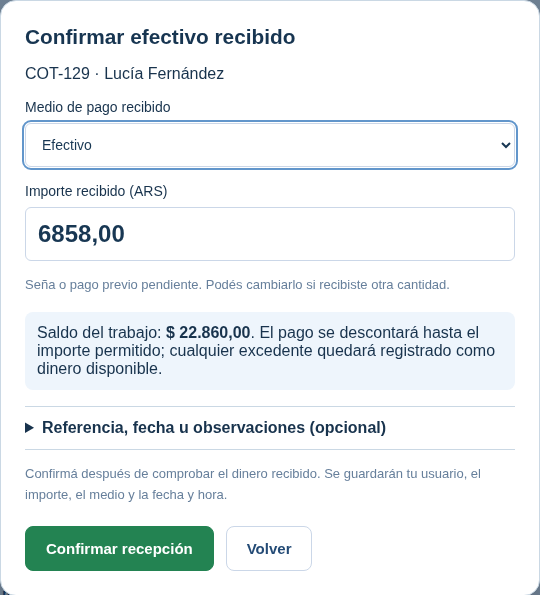 Confirmar efectivo recibido
COT-129 · Lucía Fernández
Medio de pago recibido
Efectivo
Importe recibido (ARS)
6858,00
Seña o pago previo pendiente. Podés cambiarlo si recibiste otra cantidad.
Saldo del trabajo: $ 22.860,00. El pago se descontará hasta el
importe permitido; cualquier excedente quedará registrado como
dinero disponible.
Referencia, fecha u observaciones (opcional)
Confirmá después de comprobar el dinero recibido. Se guardarán tu usuario, el
importe, el medio y la fecha y hora.
Confirmar recepción
Volver